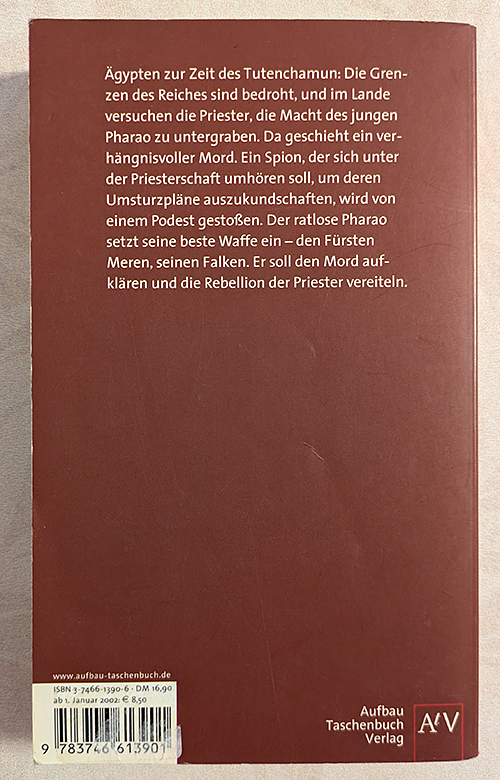 Ägypten zur Zeit des Tutenchamun: Die Gren-
zen des Reiches sind bedroht, und im Lande
versuchen die Priester, die Macht des jungen
Pharao zu untergraben. Da geschieht ein ver-
hängnisvoller Mord. Ein Spion, der sich unter
der Priesterschaft umhören soll, um deren
Umsturzpläne auszukundschaften, wird von
einem Podest gestoßen. Der ratlose Pharao
setzt seine beste Waffe ein – den Fürsten
Meren, seinen Falken. Er soll den Mord auf-
klären und die Rebellion der Priester vereiteln.
www.aufbau-taschenbuch.de
ISBN 3-7466-1390-6 · DM 16,90
ab 1. Januar 2002: € 8,50
9 783746 613901
Aufbau
Taschenbuch
Verlag
AtV